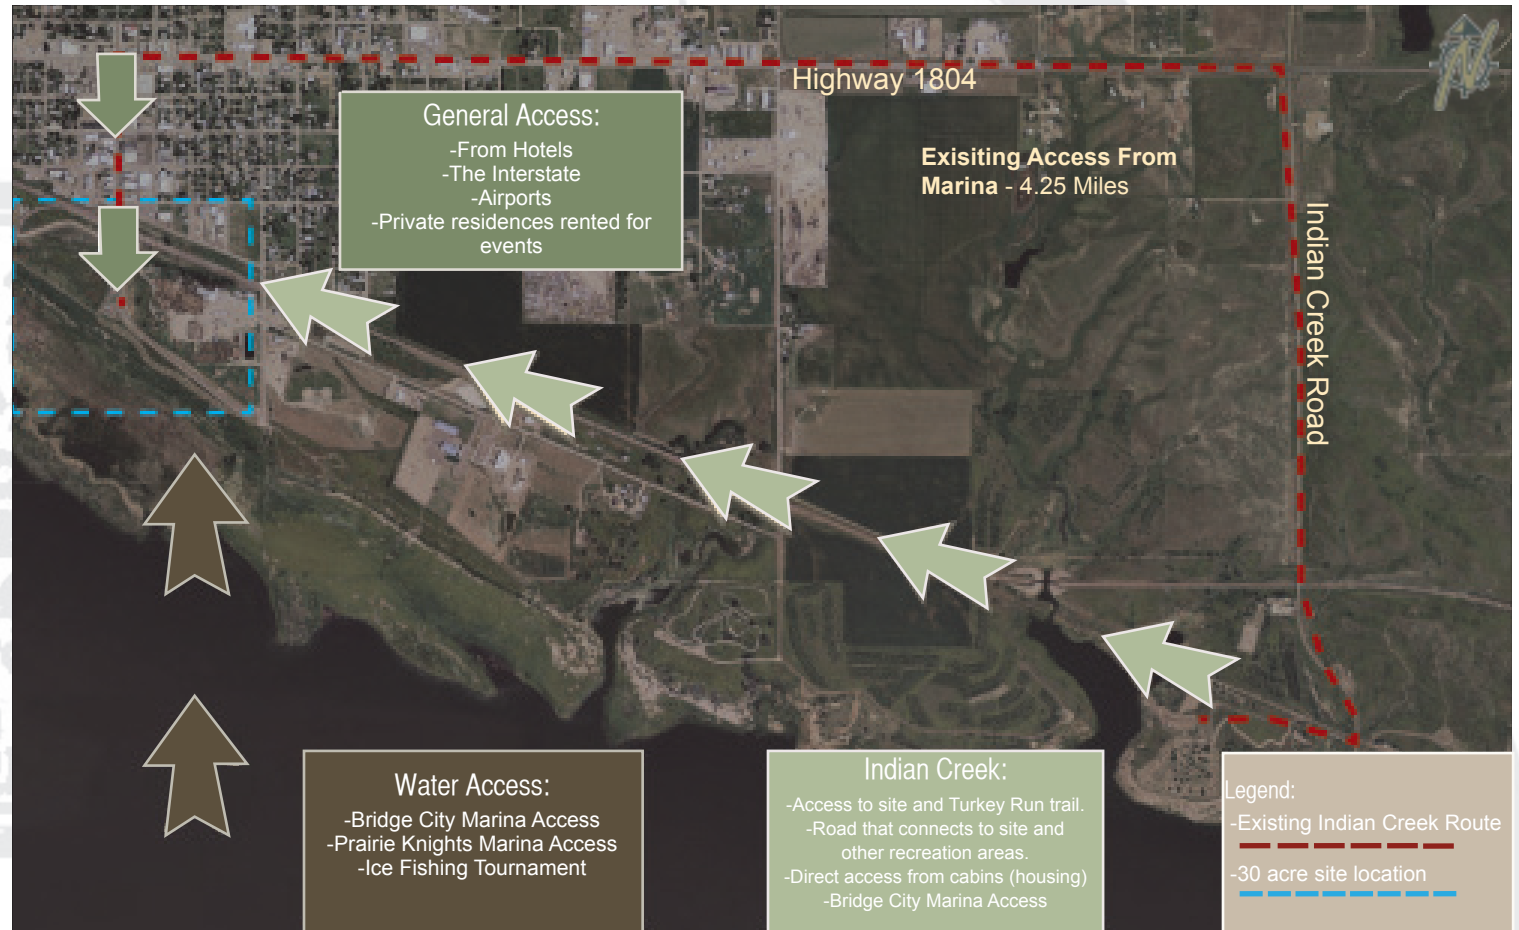 Highway 1804
General Access:
-From Hotels
-The Interstate
-Airports
-Private residences rented for
events
Exisiting Access From
Marina - 4.25 Miles
Indian Creek Road
Water Access:
-Bridge City Marina Access
-Prairie Knights Marina Access
-Ice Fishing Tournament
Indian Creek:
-Access to site and Turkey Run trail.
-Road that connects to site and
other recreation areas.
-Direct access from cabins (housing)
-Bridge City Marina Access
Legend:
-Existing Indian Creek Route
-30 acre site location